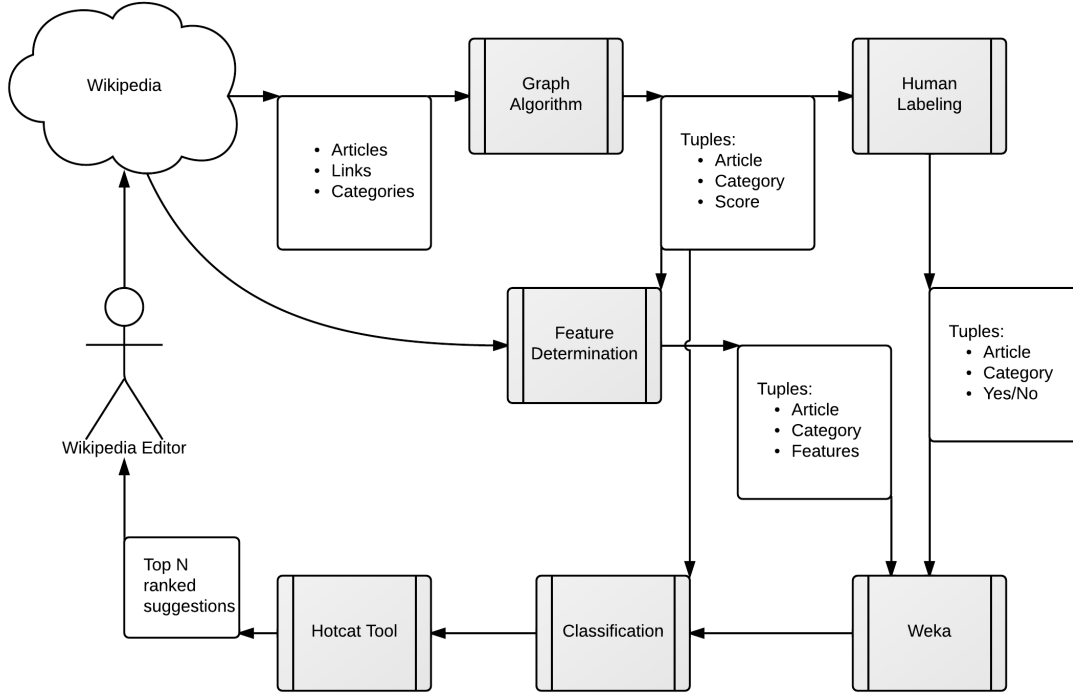 Wikipedia
Graph
Algorithm
Human
Labeling
• Articles
• Links
• Categories
Tuples:
• Article
• Category
• Score
Feature
Determination
Tuples:
• Article
• Category
• Yes/No
Tuples:
• Article
• Category
• Features
Wikipedia Editor
Top N
ranked
suggestions
Hotcat Tool
Classification
Weka